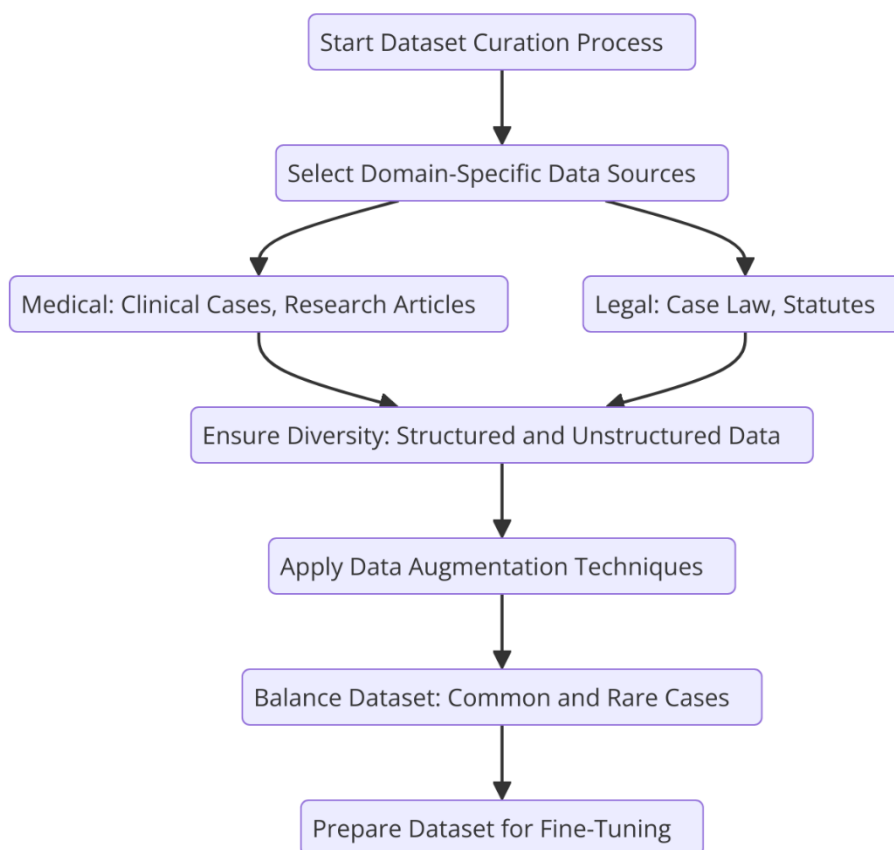 Start Dataset Curation Process
Select Domain-Specific Data Sources
Medical: Clinical Cases, Research Articles
Legal: Case Law, Statutes
Ensure Diversity: Structured and Unstructured Data
Apply Data Augmentation Techniques
Balance Dataset: Common and Rare Cases
Prepare Dataset for Fine-Tuning